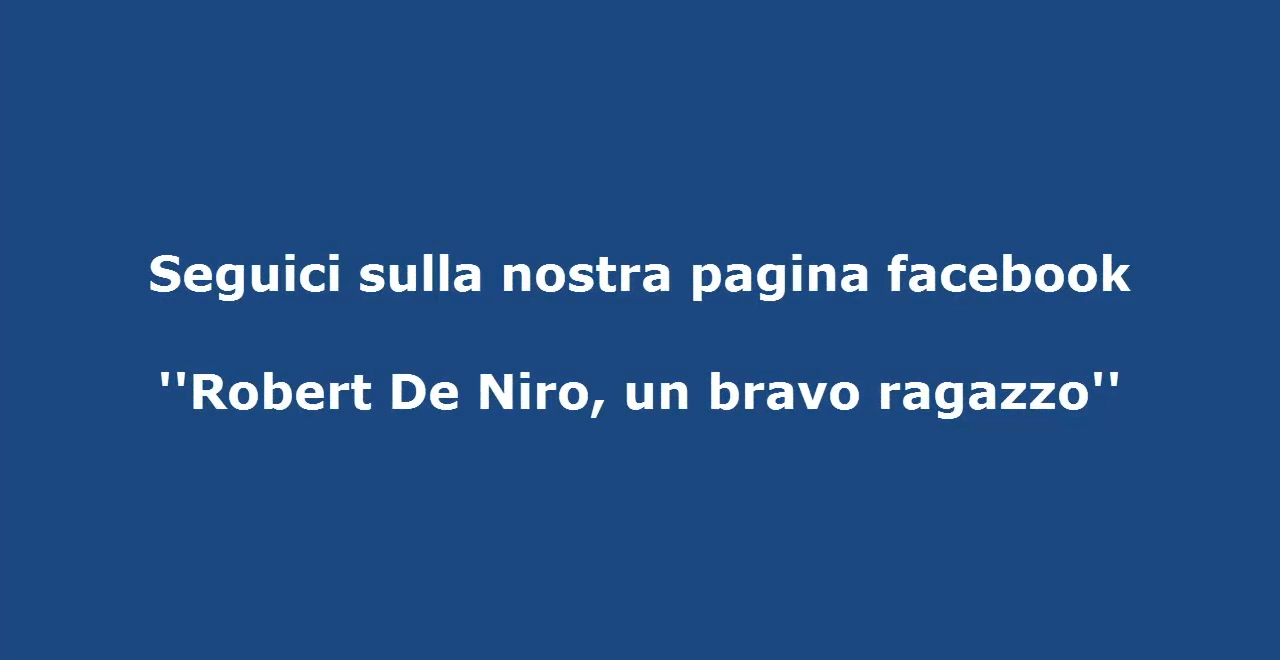 Seguici sulla nostra pagina facebook
''Robert De Niro, un bravo ragazzo''